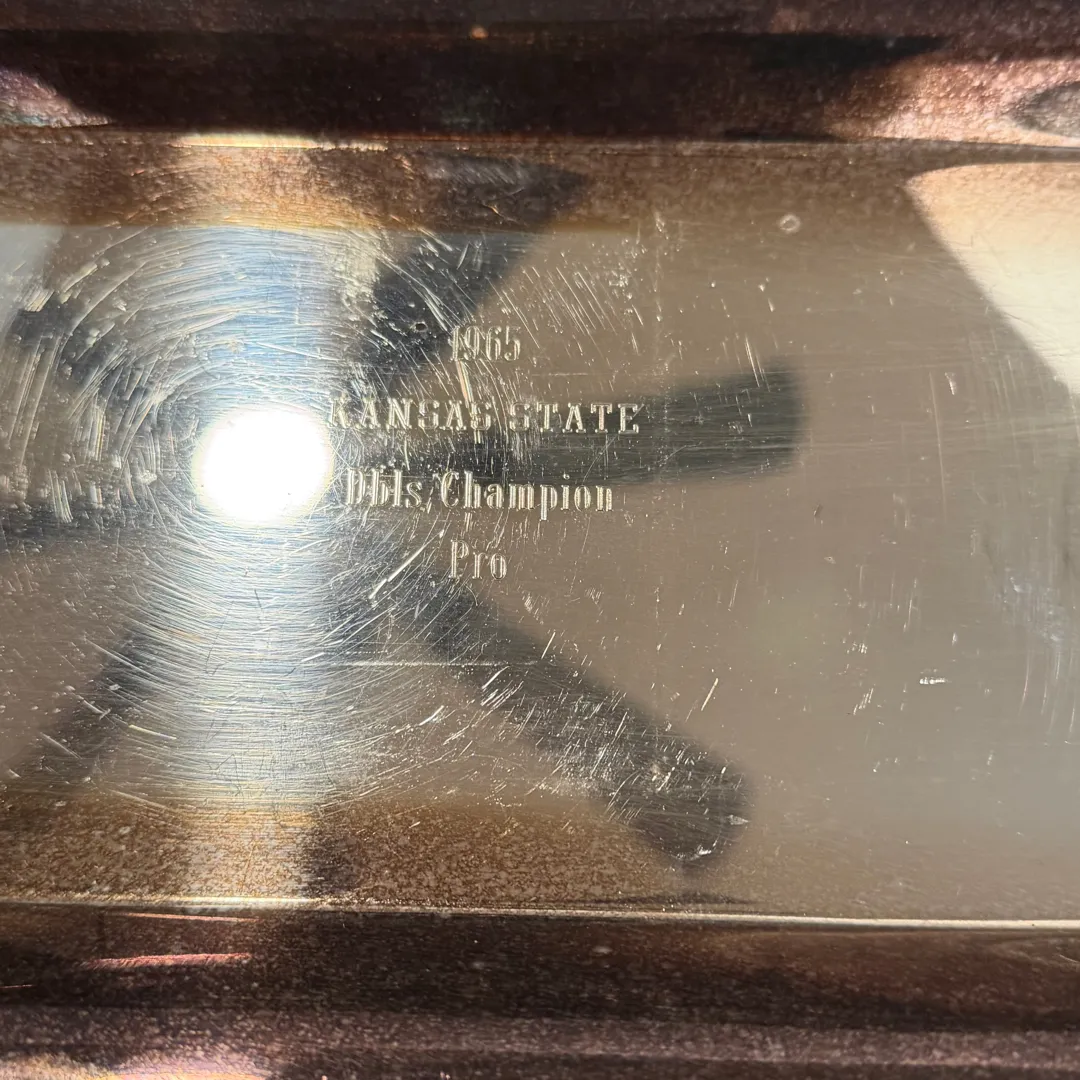 1965
KANSAS STATE
Dbls. Champion
Pro